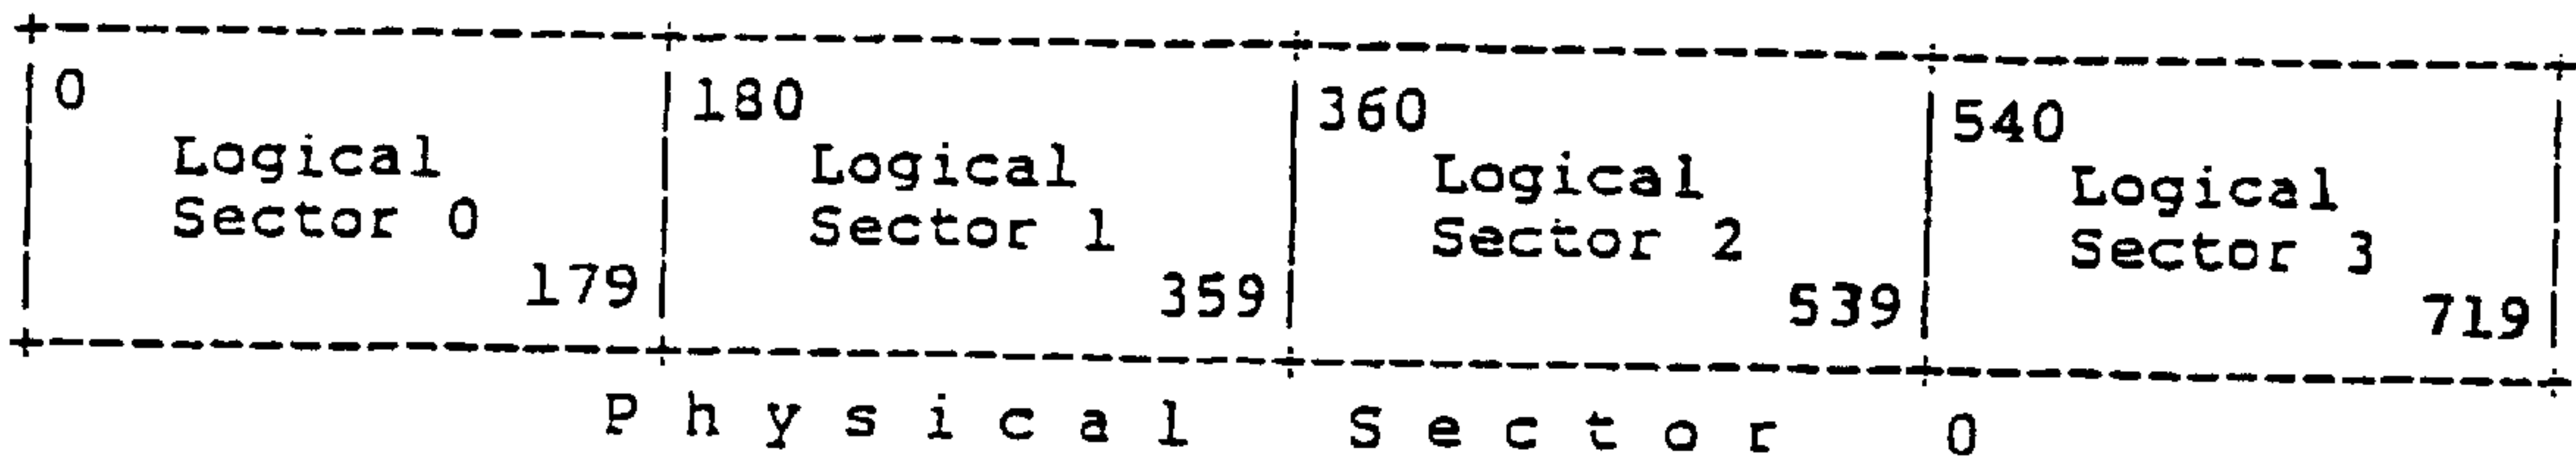 0 180 360 540
Logical Logical Logical Logical
Sector 0 Sector 1 Sector 2 Sector 3
179 359 539 719
Physical Sector 0